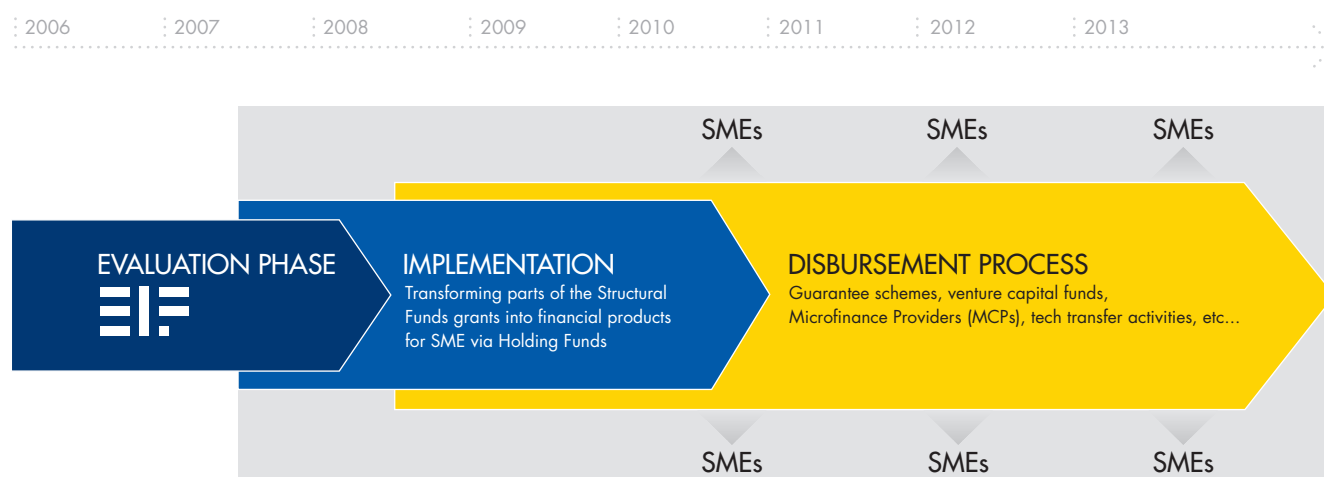 2006 2007 2008 2009 2010 2011 2012 2013
SMEs SMEs SMEs
EVALUATION PHASE
EIF
IMPLEMENTATION
Transforming parts of the Structural
Funds grants into financial products
for SME via Holding Funds
DISBURSEMENT PROCESS
Guarantee schemes, venture capital funds,
Microfinance Providers (MCPs), tech transfer activities, etc...
SMEs SMEs SMEs